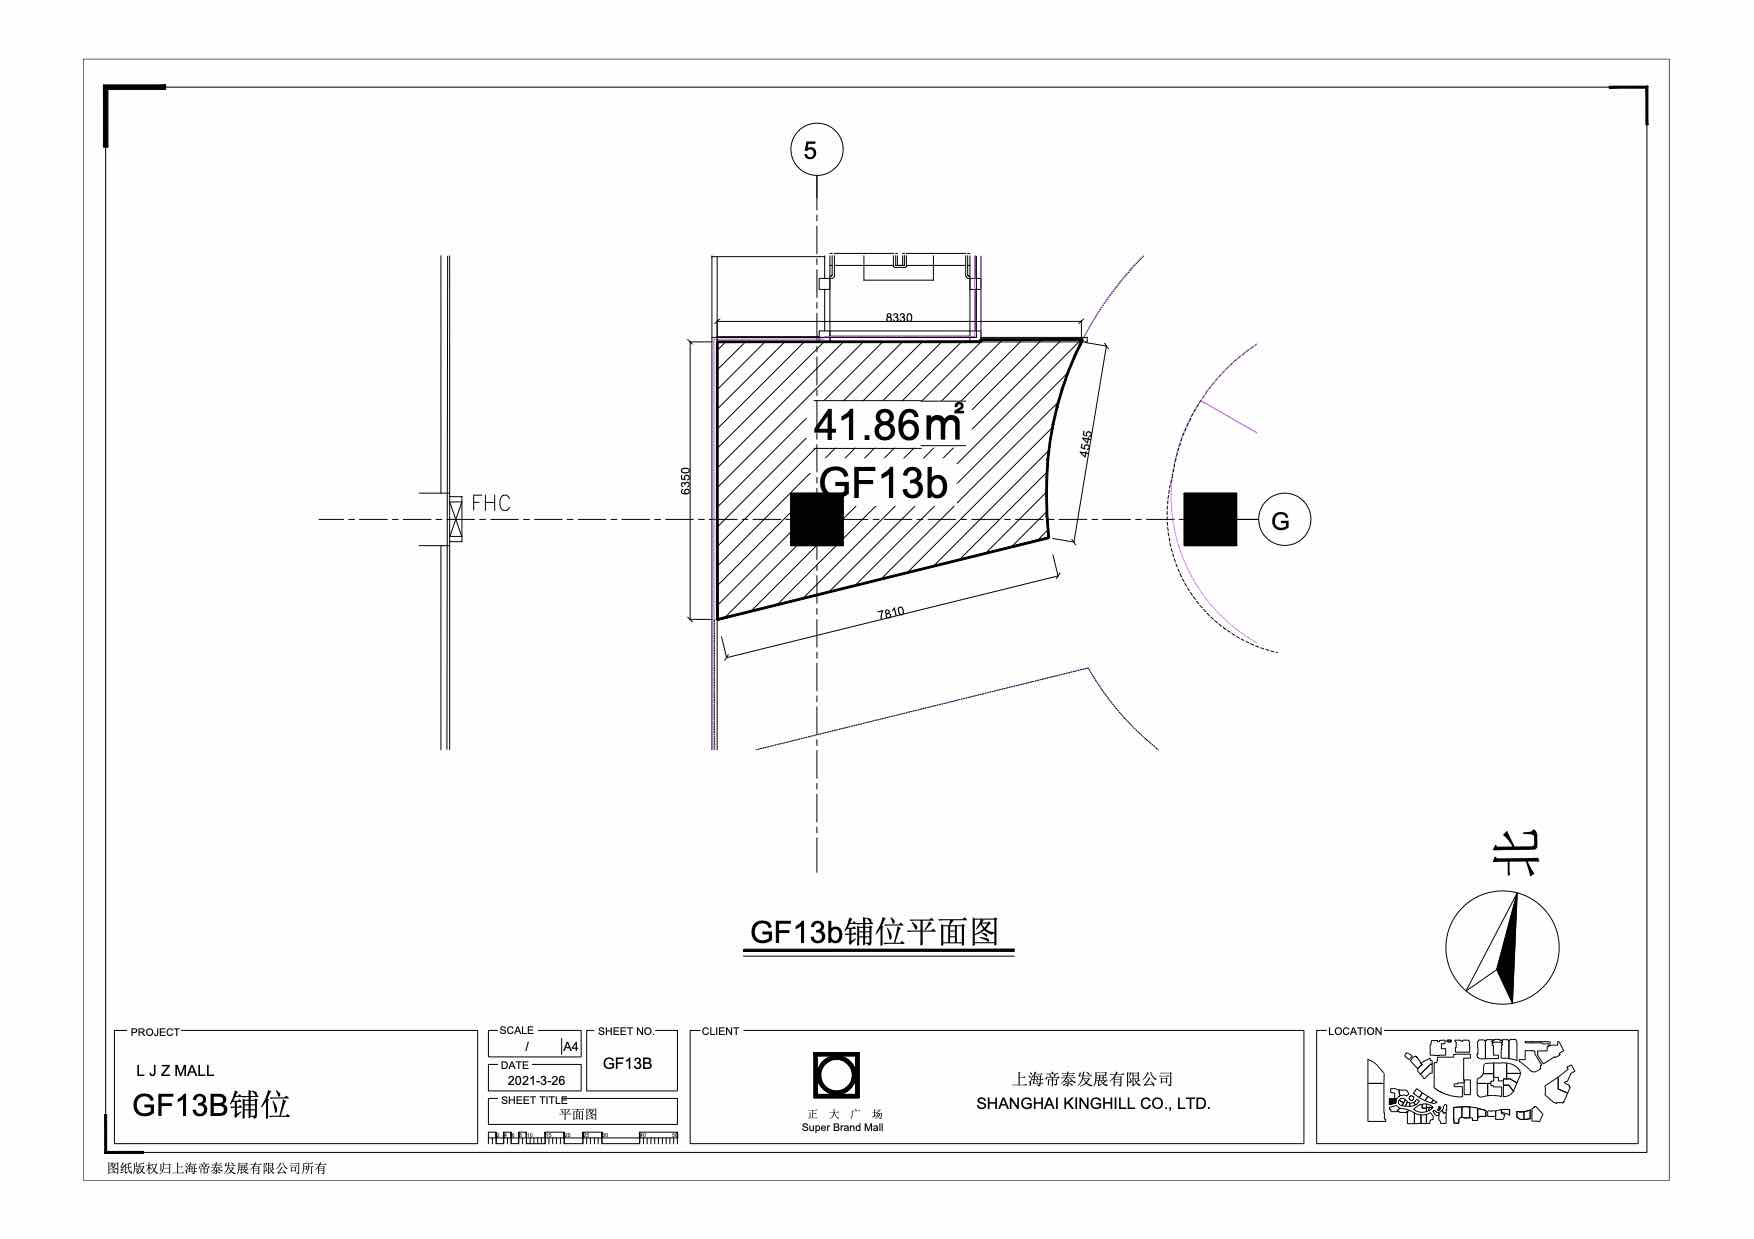 5
8330
41.86㎡
4545
GF13b
6350
FHC
G
7810
北
GF13b铺位平面图
PROJECT
L J Z MALL
GF13B铺位
SCALE
/
A4
DATE
2021-3-26
SHEET NO.
GF13B
SHEET TITLE
平面图
CLIENT
正大广场
Super Brand Mall
上海帝泰发展有限公司
SHANGHAI KINGHILL CO., LTD.
LOCATION
图纸版权归上海帝泰发展有限公司所有